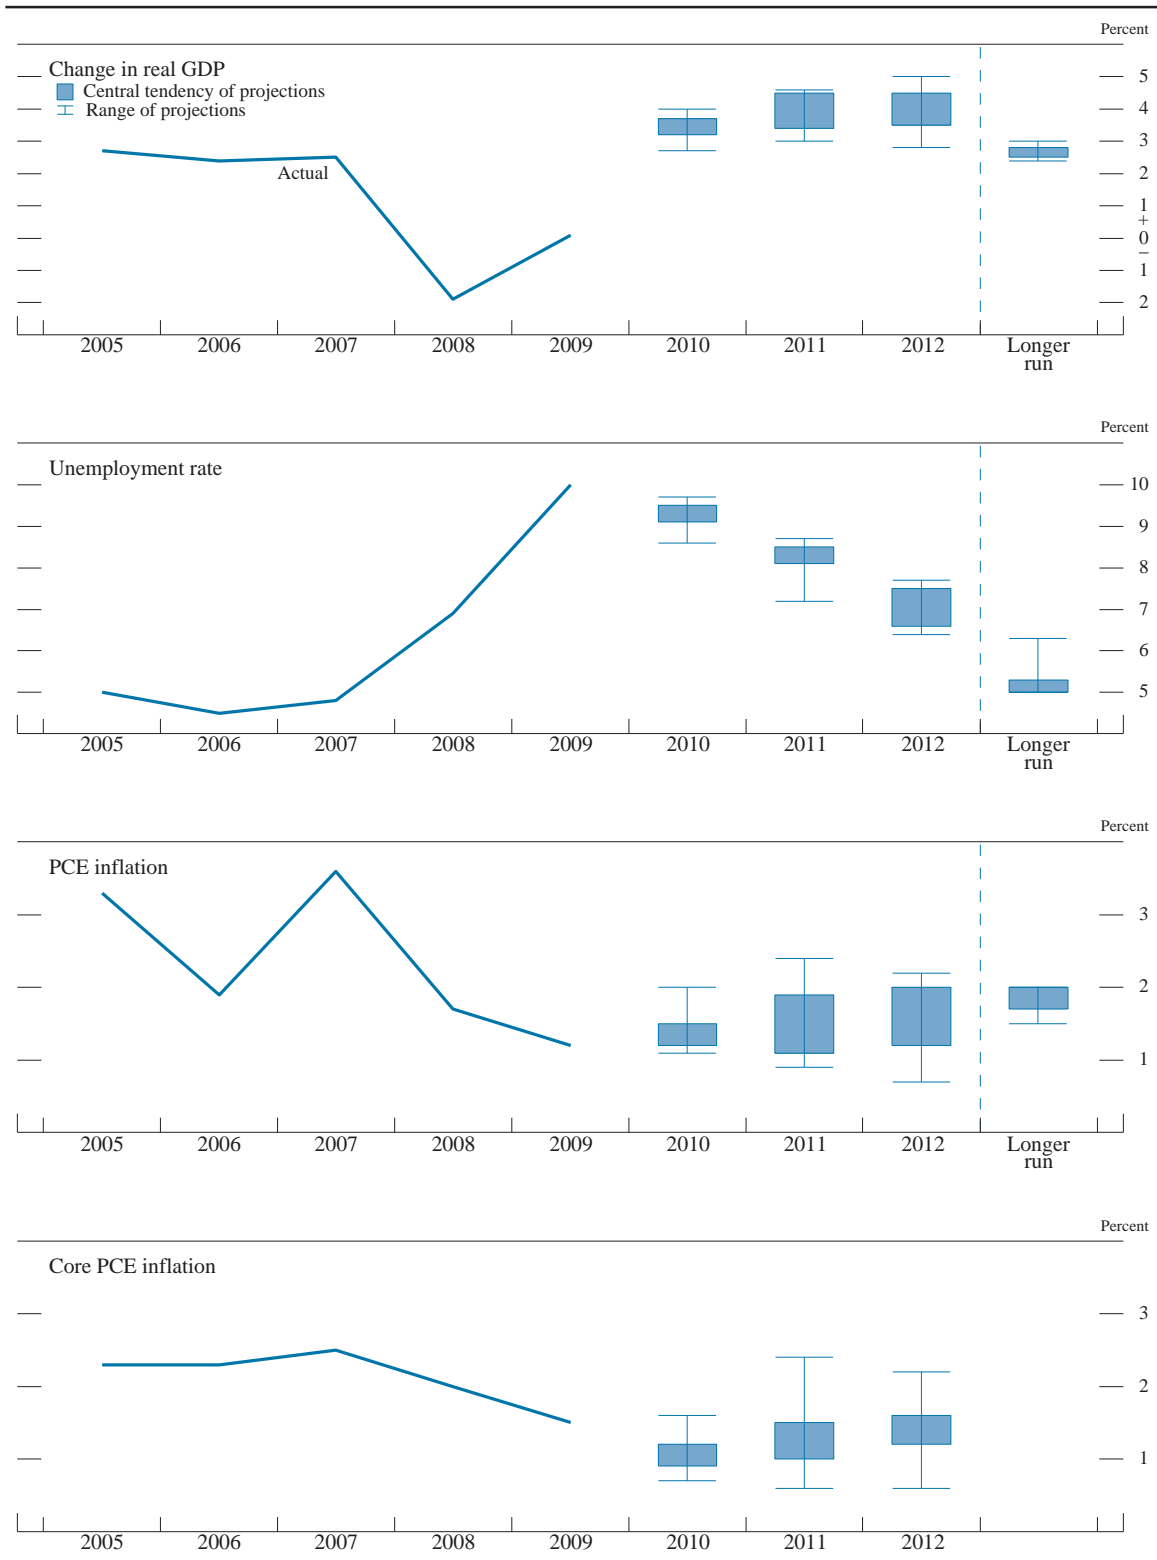 Percent
Change in real GDP
Central tendency of projections
Range of projections
Actual
5
4
3
2
1
+
0
−
1
2
2005 2006 2007 2008 2009 2010 2011 2012 Longer
run
Percent
Unemployment rate
10
9
8
7
6
5
2005 2006 2007 2008 2009 2010 2011 2012 Longer
run
Percent
PCE inflation
3
2
1
2005 2006 2007 2008 2009 2010 2011 2012 Longer
run
Percent
Core PCE inflation
3
2
1
2005 2006 2007 2008 2009 2010 2011 2012